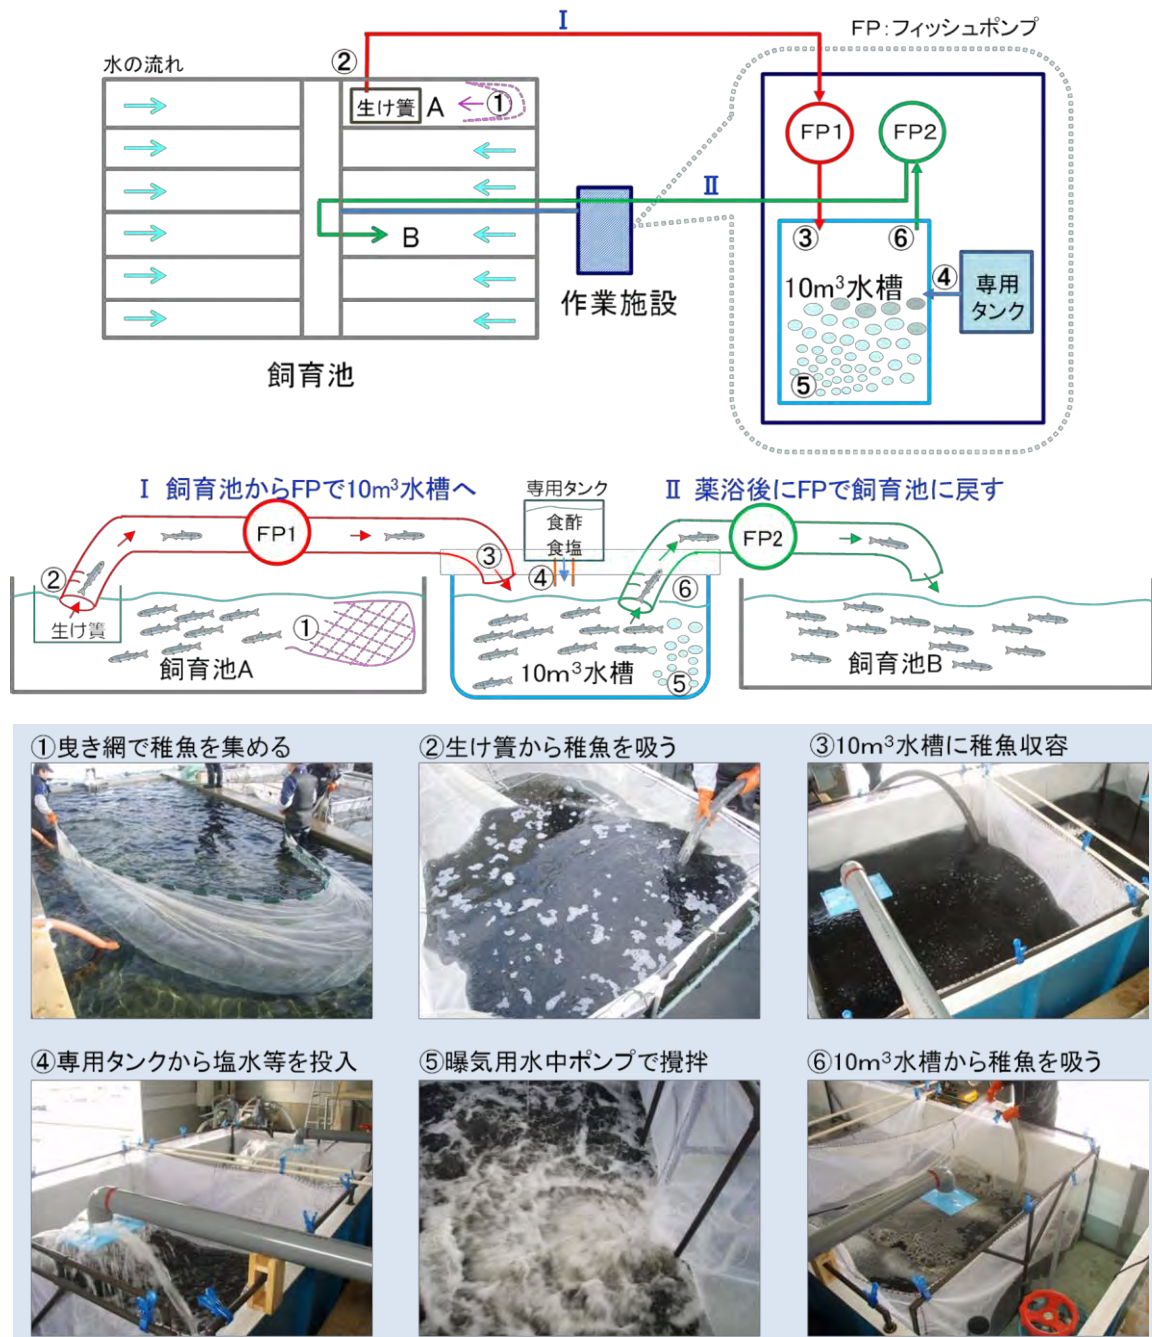 Ⅰ
FP:フィッシュポンプ
水の流れ
②
生け簀
A
①
FP1
FP2
Ⅱ
B
③
⑥
④
10m³水槽
専用
タンク
⑤
作業施設
飼育池
Ⅰ 飼育池からFPで10m³水槽へ
専用タンク
Ⅱ 薬浴後にFPで飼育池に戻す
FP1
食酢
食塩
FP2
②
③
④
⑥
生け簀
①
飼育池A
10m³水槽
⑤
飼育池B
①曳き網で稚魚を集める
②生け簀から稚魚を吸う
③10m³水槽に稚魚収容
④専用タンクから塩水等を投入
⑤曝気用水中ポンプで攪拌
⑥10m³水槽から稚魚を吸う